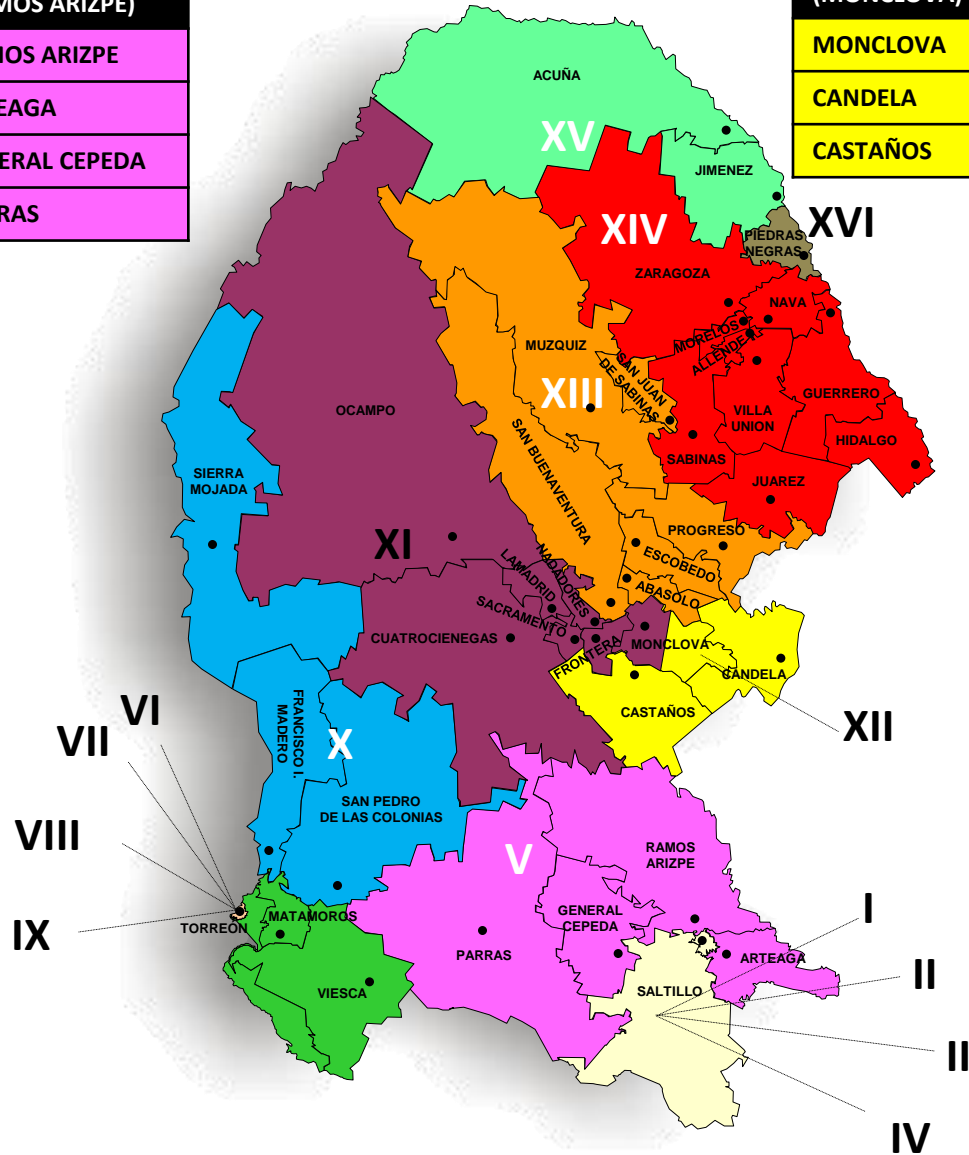 MOS ARIZPE)
MOS ARIZPE
EAGA
ERAL CEPEDA
RAS
(MONCLOVA)
MONCLOVA
CANDELA
CASTAÑOS
ACUÑA
XV
JIMENEZ
XVI
PIEDRAS
NEGRAS
XIV
ZARAGOZA
NAVA
MORELOS
ALLENDE
MUZQUIZ
SAN JUAN
DE SABINAS
XIII
OCAMPO
GUERRERO
VILLA
UNION
HIDALGO
SAN BUENAVENTURA
SABINAS
JUAREZ
SIERRA
MOJADA
XI
PROGRESO
ESCOBEDO
ABASOLO
NADADORES
LAMADRID
SACRAMENTO
CUATROCIENEGAS
FRONTERA
MONCLOVA
CANDELA
CASTAÑOS
XII
FRANCISCO I.
MADERO
X
VI
VII
VIII
IX
SAN PEDRO
DE LAS COLONIAS
V
RAMOS
ARIZPE
GENERAL
CEPEDA
I
MATAMOROS
TORREÓN
PARRAS
ARTEAGA
VIESCA
SALTILLO
II
II
IV